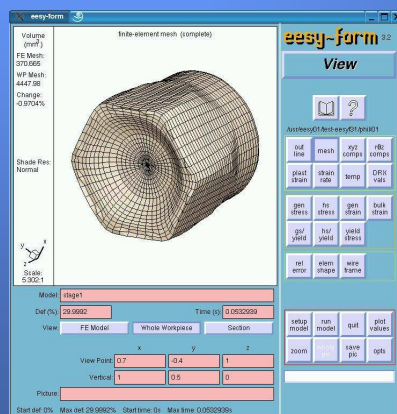 eesy-form
Volume
(mm³)
FE Mesh:
370.665
WP Mesh:
4447.98
Change:
-0.9704%
Shade Res:
Normal
y
x
z
Scale:
5.302:1
finite-element mesh (complete)
Model: stage1
Def (%): 29.9992 Time (s): 0.0532939
View: FE Model Whole Workpiece Section
x y z
View Point: 0.7 -0.4 1
Vertical: 1 0.5 0
Picture:
Start def: 0% Max def: 29.9992% Start time: 0s Max time: 0.0532939s
eesy-form 3.2
View
?
/usr/eesy01/test-eesyf31/phill01
out line mesh xyz comps rθz comps
plast strain strain rate temp DRX vals
gen stress hs stress gen strain bulk strain
gs/ yield hs/ yield yield stress
rel error elem shape wire frame
setup model run model quit plot values
zoom save pic opts